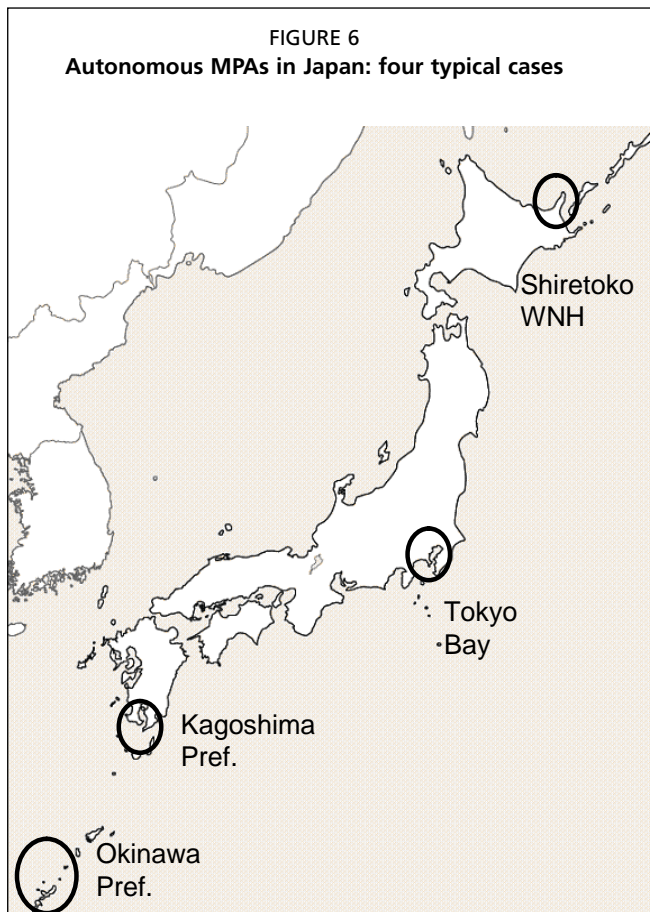 FIGURE 6
Autonomous MPAs in Japan: four typical cases
Shiretoko
WNH
Tokyo
Bay
Kagoshima
Pref.
Okinawa
Pref.